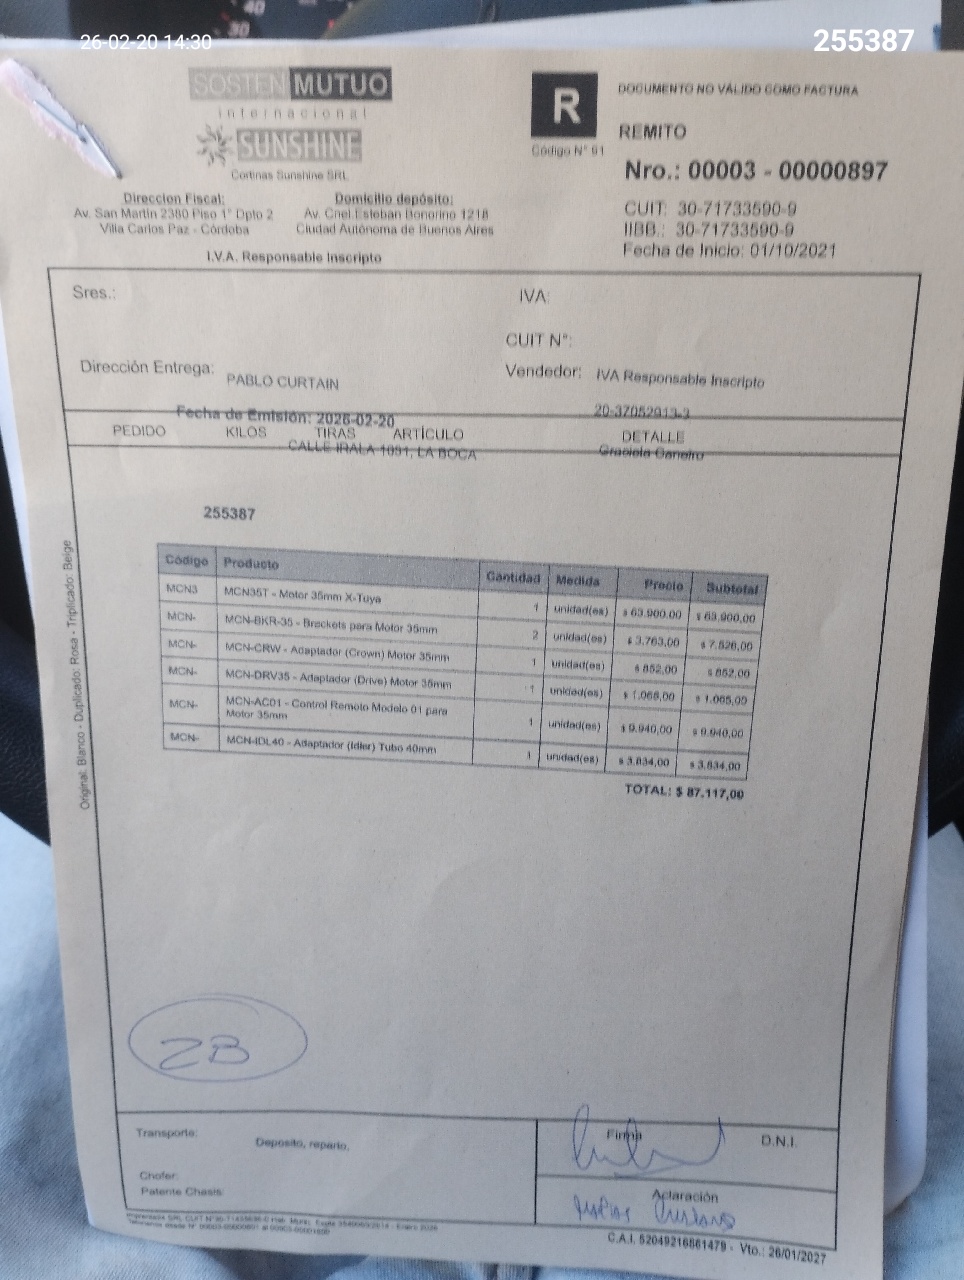 40
30
26-02-20 14:30
255387
SOSTEN MUTUO
internacional
SUNSHINE
Cortinas Sunshine SRL
Direccion Fiscal:
Av. San Martin 2380 Piso 1° Dpto 2
Villa Carlos Paz - Córdoba
Domicilio depósito:
Av. Cnel.Esteban Bonorino 1218
Ciudad Autónoma de Buenos Aires
I.V.A. Responsable Inscripto
R
Código N° 91
DOCUMENTO NO VÁLIDO COMO FACTURA
REMITO
Nro.: 00003 - 00000897
CUIT: 30-71733590-9
IIBB.: 30-71733590-9
Fecha de Inicio: 01/10/2021
Sres.:
IVA:
CUIT N°:
Dirección Entrega: PABLO CURTAIN
Vendedor: IVA Responsable Inscripto
Fecha de Emisión: 2026-02-20
20-37052913-3
PEDIDO KILOS TIRAS ARTÍCULO DETALLE
CALLE IRALA 1051, LA BOCA
Graciela
255387
Código Producto Cantidad Medida Precio Subtotal
MCN3 MCN35T - Motor 35mm X-Tuya 1 unidad(es) $ 63.900,00 $ 63.900,00
MCN- MCN-BKR-35 - Brackets para Motor 35mm 2 unidad(es) $ 3.763,00 $ 7.526,00
MCN- MCN-CRW - Adaptador (Crown) Motor 35mm 1 unidad(es) $ 852,00 $ 852,00
MCN- MCN-DRV35 - Adaptador (Drive) Motor 35mm 1 unidad(es) $ 1.065,00 $ 1.065,00
MCN- MCN-AC01 - Control Remoto Modelo 01 para
Motor 35mm 1 unidad(es) $ 9.940,00 $ 9.940,00
MCN- MCN-IDL40 - Adaptador (Idler) Tubo 40mm 1 unidad(es) $ 3.834,00 $ 3.834,00
TOTAL: $ 87.117,00
Original: Blanco - Duplicado: Rosa - Triplicado: Beige
ZB
Transporte:
Deposito, reparto,
Chofer:
Patente Chasis
Firma
D.N.I.
Aclaración
C.A.I. 52049216561479 - Vto.: 26/01/2027